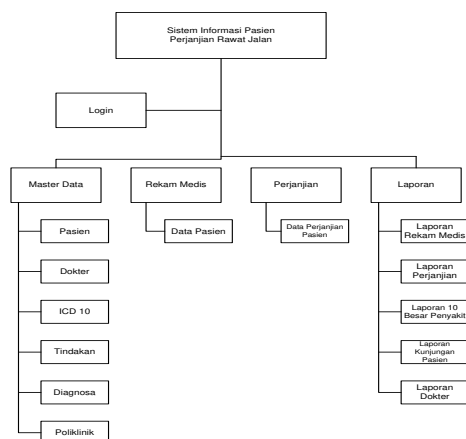 Sistem Informasi Pasien
Perjanjian Rawat Jalan
Login
Master Data
Rekam Medis
Perjanjian
Laporan
Pasien
Dokter
ICD 10
Tindakan
Diagnosa
Poliklinik
Data Pasien
Data Perjanjian
Pasien
Laporan
Rekam Medis
Laporan
Perjanjian
Laporan 10
Besar Penyakit
Laporan
Kunjungan
Pasien
Laporan
Dokter